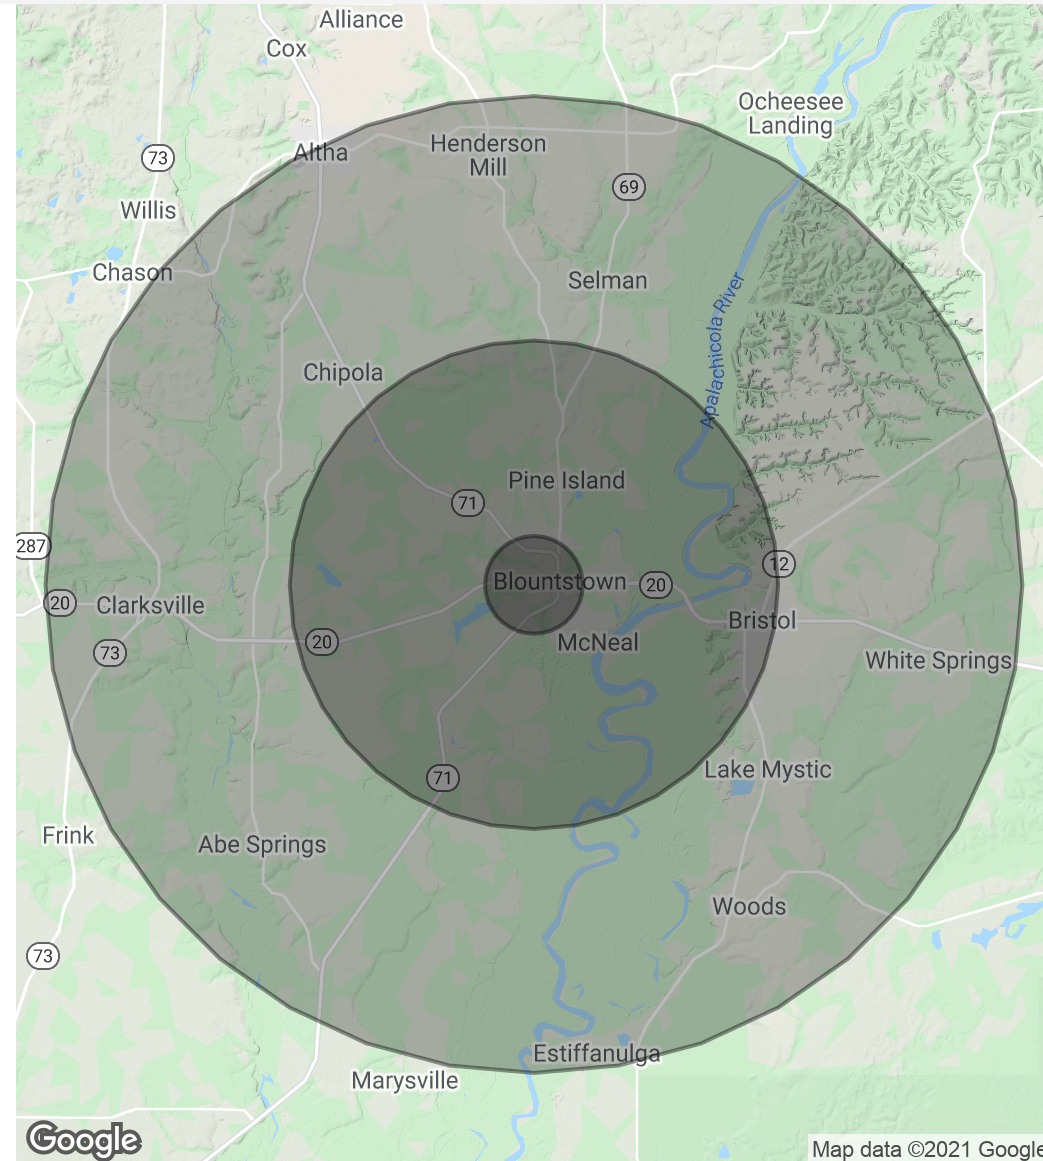 Alliance
Cox
Ocheesee
Landing
Henderson
Mill
Altha
73
69
Willis
Chason
Selman
Apalachicola River
Chipola
Pine Island
71
287
12
Blountstown
20
20
Clarksville
Bristol
20
McNeal
73
White Springs
Lake Mystic
71
Frink
Abe Springs
Woods
73
Estiffanulga
Marysville
Google
Map data ©2021 Google